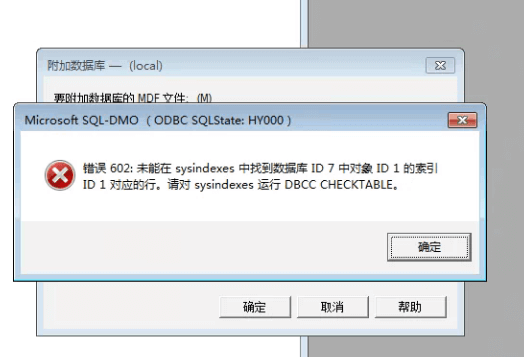 附加数据库 — (local)
要附加数据库的 MDF 文件: (M)
Microsoft SQL-DMO （ODBC SQLState: HY000）
错误 602: 未能在 sysindexes 中找到数据库 ID 7 中对象 ID 1 的索引
ID 1 对应的行。请对 sysindexes 运行 DBCC CHECKTABLE。
确定
确定
取消
帮助